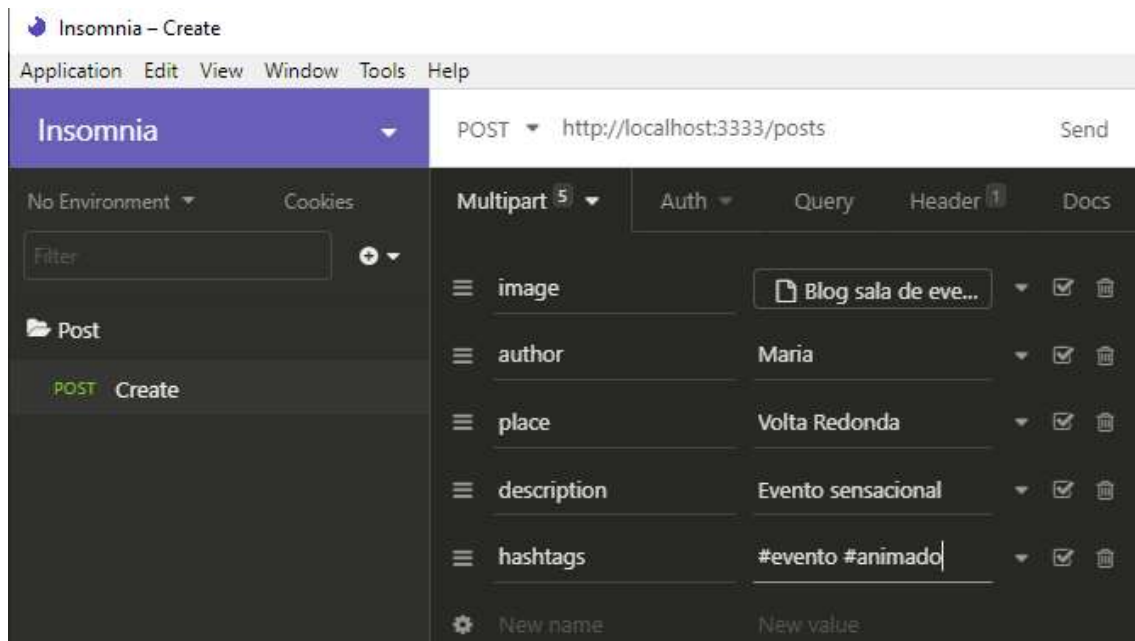 Insomnia – Create
Application Edit View Window Tools Help
Insomnia
POST http://localhost:3333/posts Send
No Environment Cookies
Multipart 5 Auth Query Header 1 Docs
Filter
image Blog sala de eve...
Post
author Maria
POST Create
place Volta Redonda
description Evento sensacional
hashtags #evento #animado
New name New value